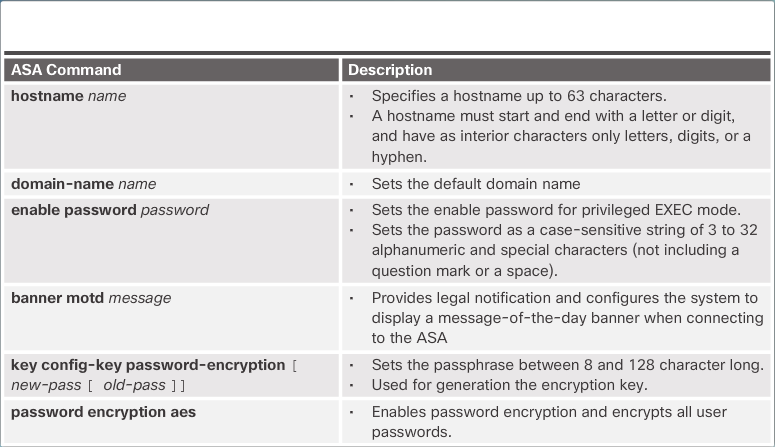 ASA Command Description
hostname name
▪ Specifies a hostname up to 63 characters.
▪ A hostname must start and end with a letter or digit,
and have as interior characters only letters, digits, or a
hyphen.
domain-name name
▪ Sets the default domain name
enable password password
▪ Sets the enable password for privileged EXEC mode.
▪ Sets the password as a case-sensitive string of 3 to 32
alphanumeric and special characters (not including a
question mark or a space).
banner motd message
▪ Provides legal notification and configures the system to
display a message-of-the-day banner when connecting
to the ASA
key config-key password-encryption [
new-pass [ old-pass ]]
▪ Sets the passphrase between 8 and 128 character long.
▪ Used for generation the encryption key.
password encryption aes
▪ Enables password encryption and encrypts all user
passwords.